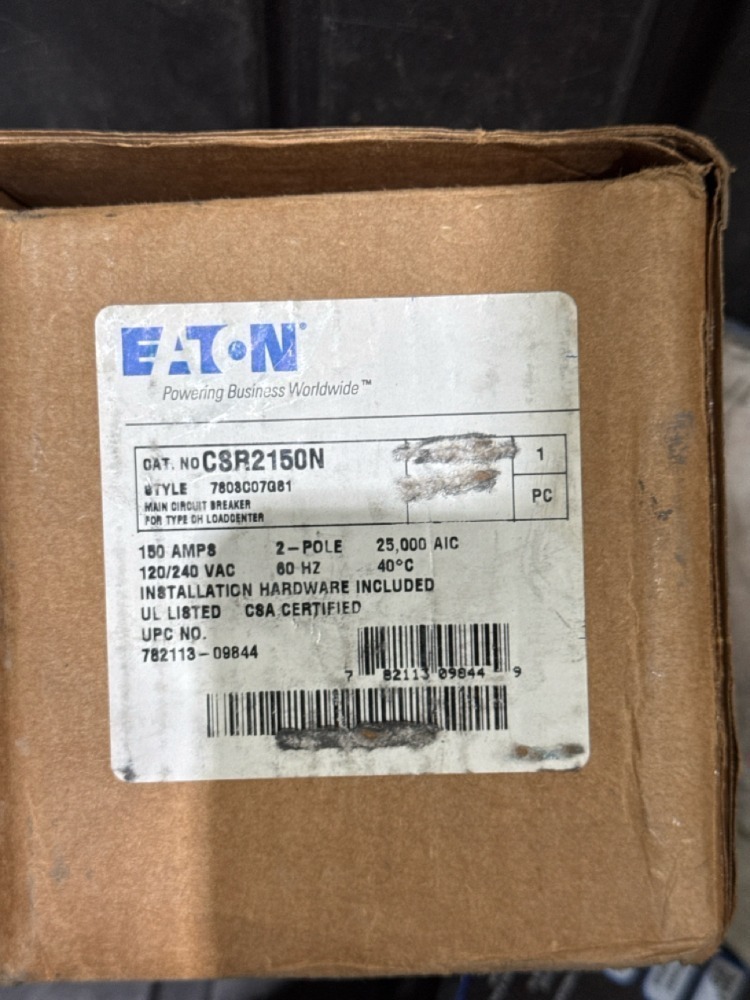 EATON®
Powering Business Worldwide™
CAT. NO CSR2150N
1
STYLE 7803C07G81
PC
MAIN CIRCUIT BREAKER
FOR TYPE CH LOADCENTER
150 AMPS 2-POLE 25,000 AIC
120/240 VAC 60 HZ 40°C
INSTALLATION HARDWARE INCLUDED
UL LISTED CSA CERTIFIED
UPC NO.
782113-09844
7 82113 09844 9